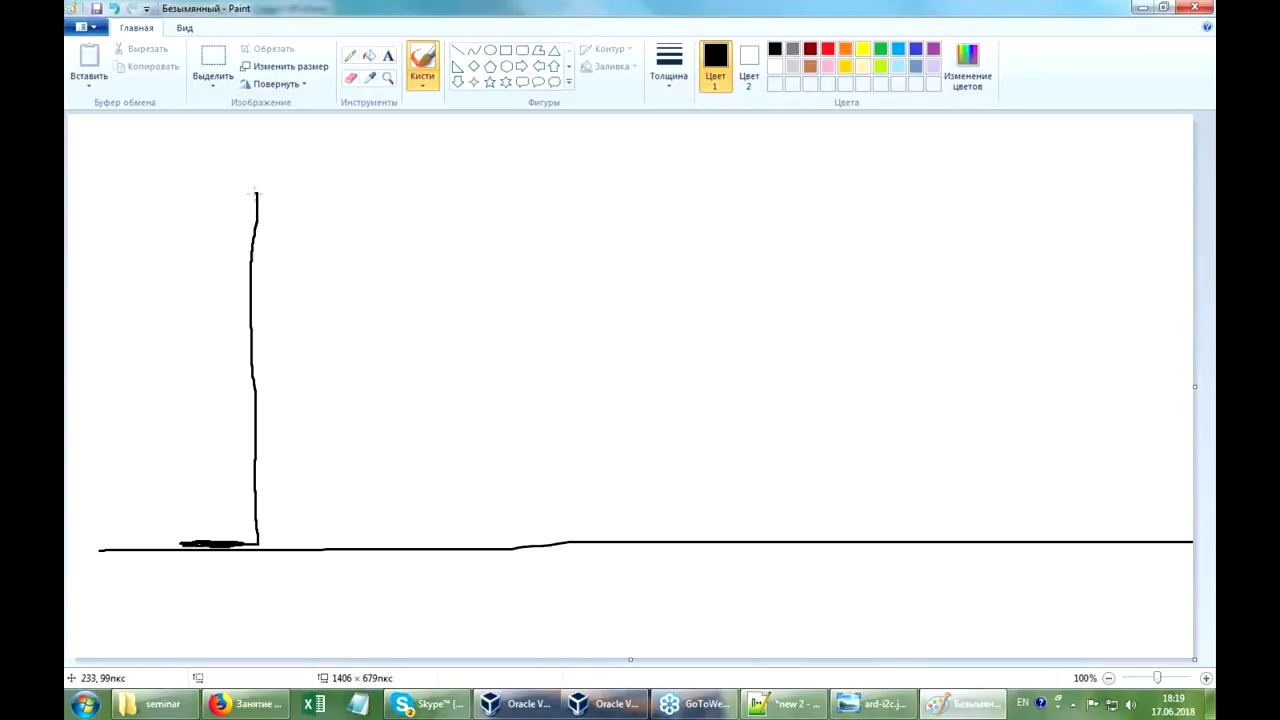 Безымянный - Paint
Главная
Вид
Вставить
Вырезать
Копировать
Буфер обмена
Выделить
Обрезать
Изменить размер
Повернуть
Изображение
A
Инструменты
Кисти
Контур
Заливка
Фигуры
Толщина
Цвет 1
Цвет 2
Изменение цветов
Цвета
233, 99пкс
1406 × 679пкс
100%
seminar
Занятие ...
Skype™ [...
Oracle V...
Oracle V...
GoToWe...
*new 2 - ...
ard-i2c.j...
Безымян...
EN
18:19
17.06.2018